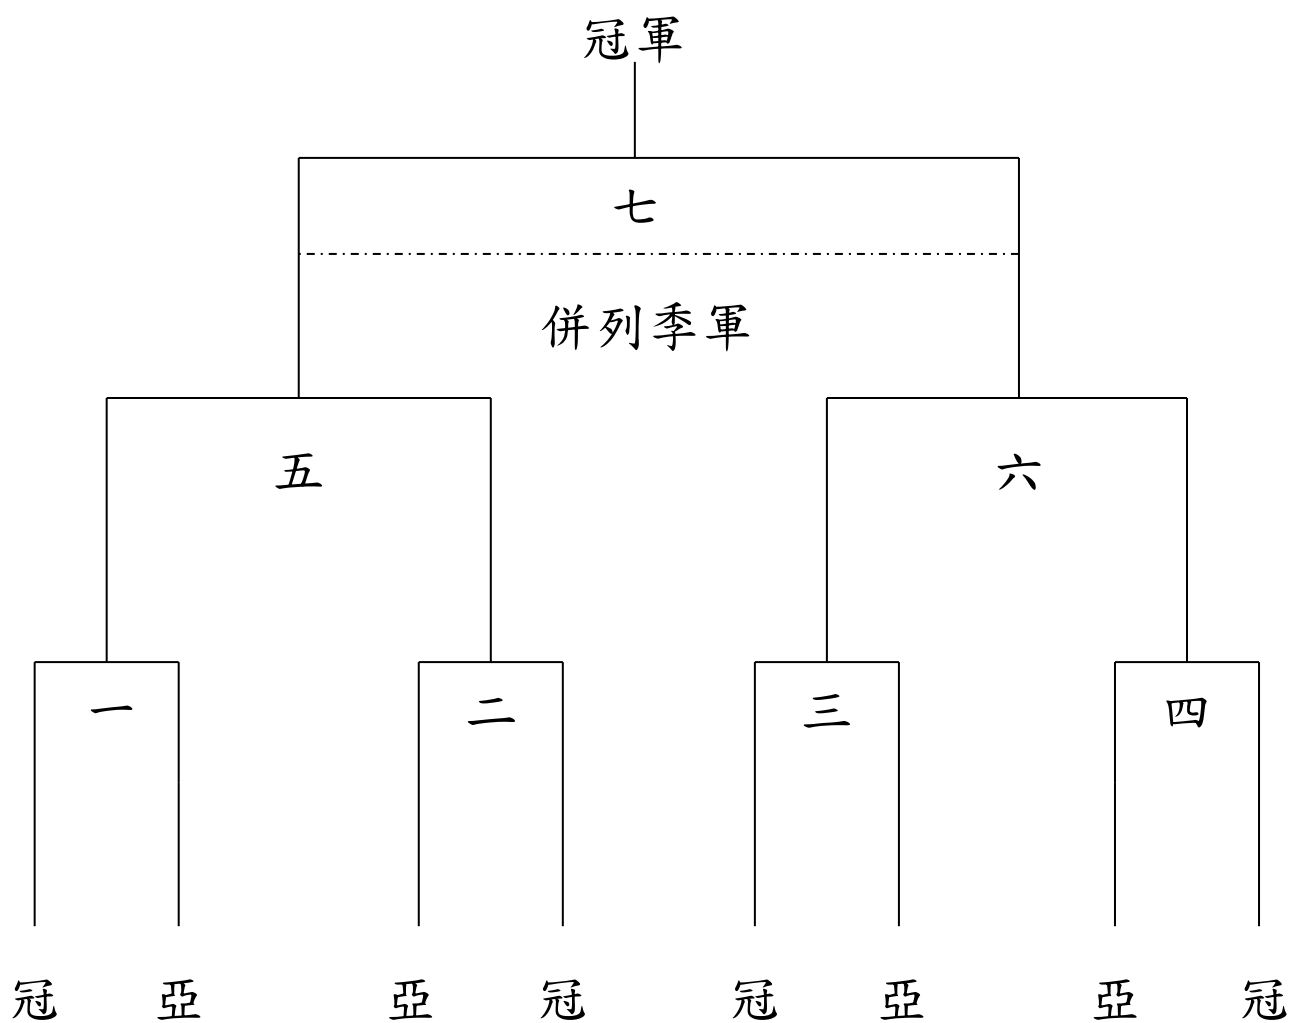 冠軍
七
併列季軍
五 六
一 二 三 四
冠 亞 亞 冠 冠 亞 亞 冠